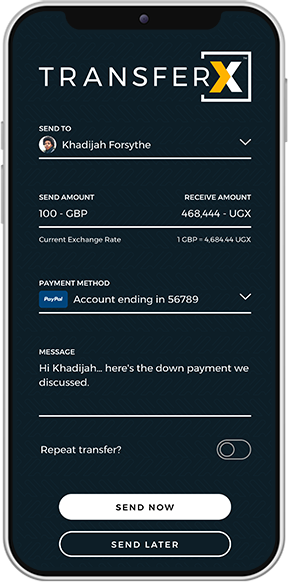 TRANSFERX™
SEND TO
Khadijah Forsythe
SEND AMOUNT RECEIVE AMOUNT
100 - GBP 468,444 - UGX
Current Exchange Rate 1 GBP = 4,684.44 UGX
PAYMENT METHOD
PayPal Account ending in 56789
MESSAGE
Hi Khadijah... here's the down payment we
discussed.
Repeat transfer?
SEND NOW
SEND LATER